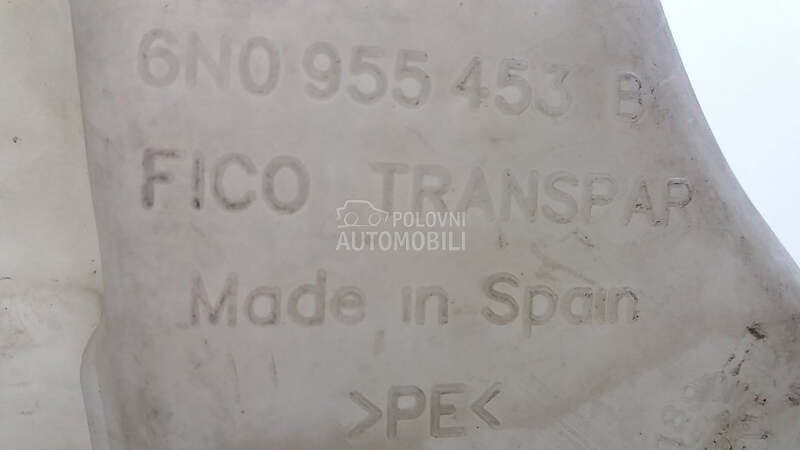 6N0 955 453 B
FICO TRANSPAR
POLOVNI
AUTOMOBILI
Made in Spain
>PE<